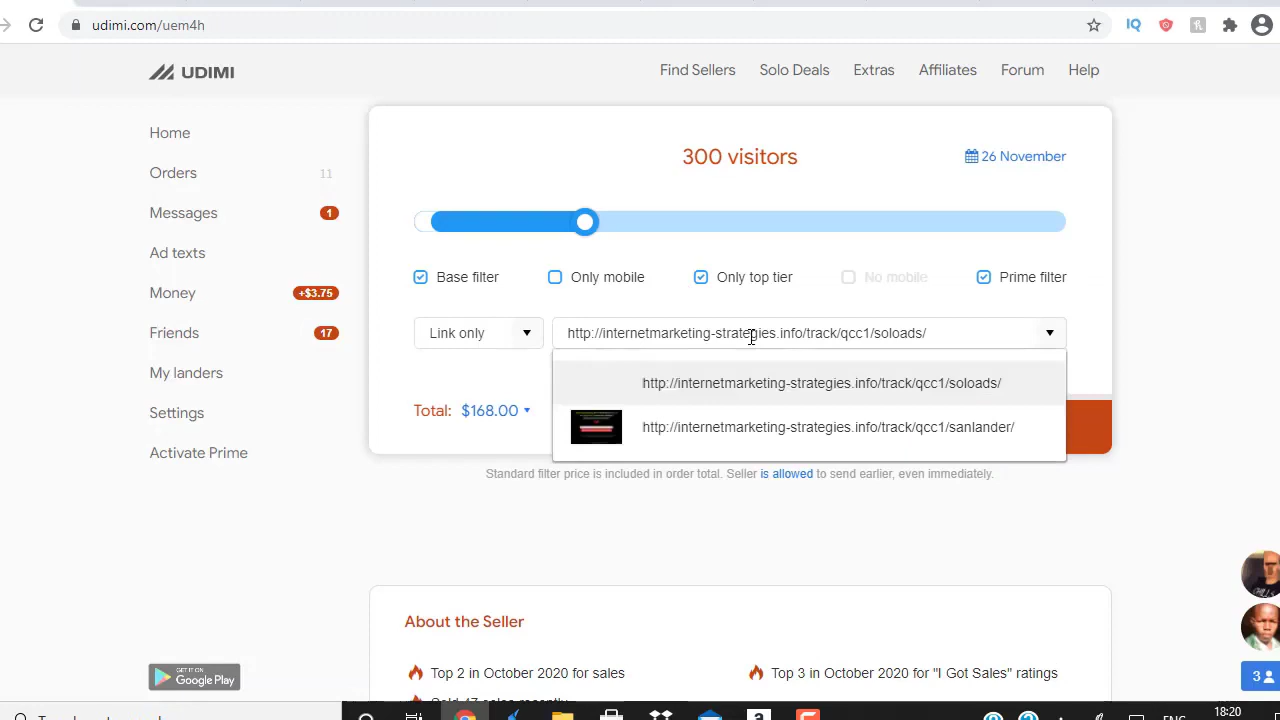 udimi.com/uem4h
IQ
UDIMI
Find Sellers Solo Deals Extras Affiliates Forum Help
Home
Orders 11
Messages 1
Ad texts
Money +$3.75
Friends 17
My landers
Settings
Activate Prime
300 visitors
26 November
Base filter Only mobile Only top tier No mobile Prime filter
Link only http://internetmarketing-strategies.info/track/qcc1/soloads/
http://internetmarketing-strategies.info/track/qcc1/soloads/
Total: $168.00
http://internetmarketing-strategies.info/track/qcc1/sanlander/
Standard filter price is included in order total. Seller is allowed to send earlier, even immediately.
About the Seller
Top 2 in October 2020 for sales
Top 3 in October 2020 for "I Got Sales" ratings
GET IT ON
Google Play
3
18:20